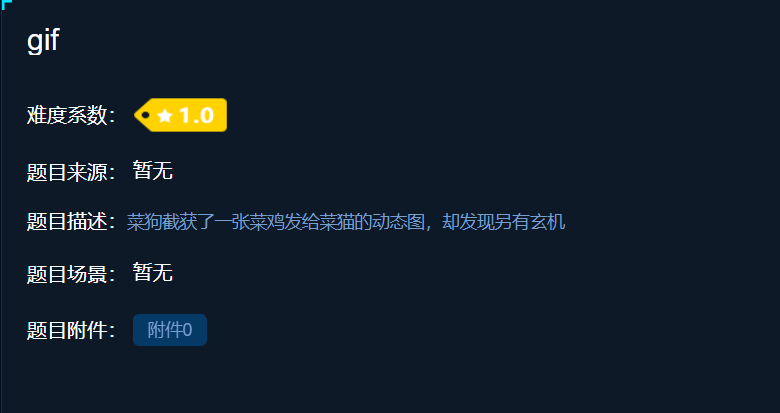 gif
难度系数： 1.0
题目来源： 暂无
题目描述：菜狗截获了一张菜鸡发给菜猫的动态图，却发现另有玄机
题目场景： 暂无
题目附件： 附件0